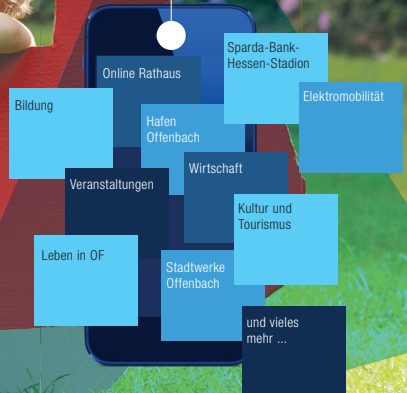 Sparda-Bank-
Hessen-Stadion
Online Rathaus
Elektromobilität
Bildung
Hafen
Offenbach
Wirtschaft
Veranstaltungen
Kultur und
Tourismus
Leben in OF
Stadtwerke
Offenbach
und vieles
mehr ...